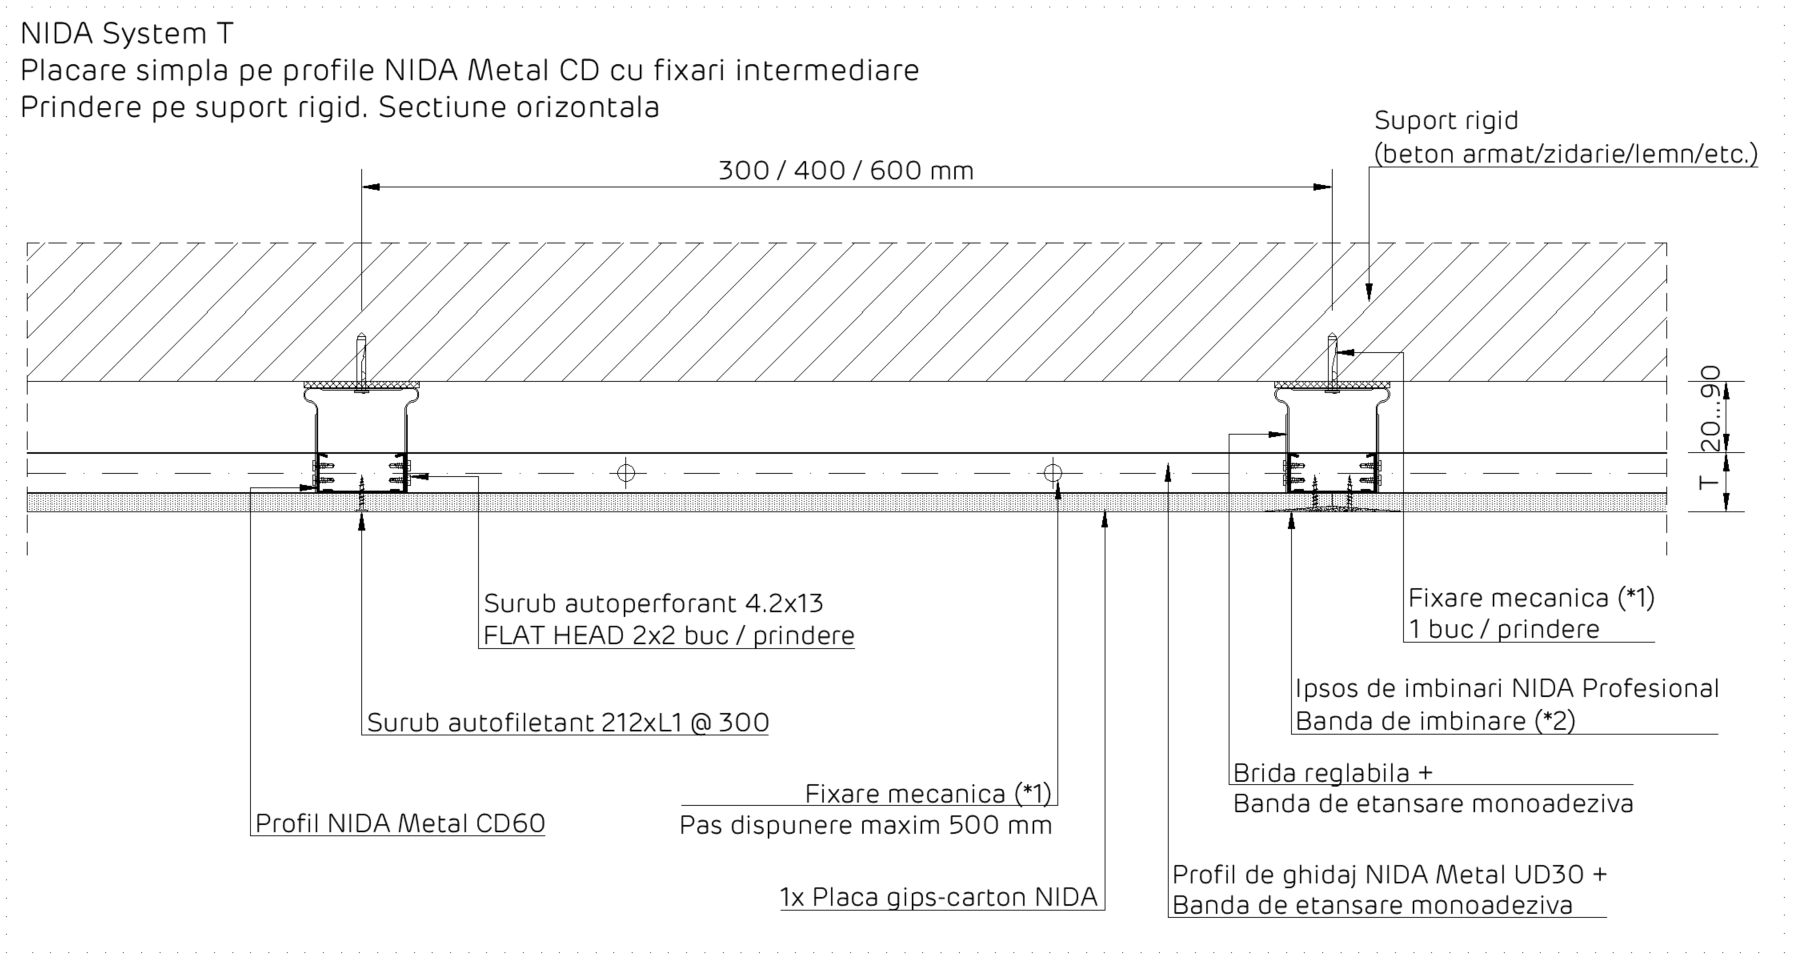 NIDA System T
Placare simpla pe profile NIDA Metal CD cu fixari intermediare
Prindere pe suport rigid. Sectiune orizontala
Suport rigid
(beton armat/zidarie/lemn/etc.)
300 / 400 / 600 mm
20...90
T
Surub autoperforant 4.2x13
FLAT HEAD 2x2 buc / prindere
Fixare mecanica (*1)
1 buc / prindere
Surub autofiletant 212xL1 @ 300
Ipsos de imbinari NIDA Profesional
Banda de imbinare (*2)
Brida reglabila +
Banda de etansare monoadeziva
Fixare mecanica (*1)
Pas dispunere maxim 500 mm
Profil NIDA Metal CD60
1x Placa gips-carton NIDA
Profil de ghidaj NIDA Metal UD30 +
Banda de etansare monoadeziva